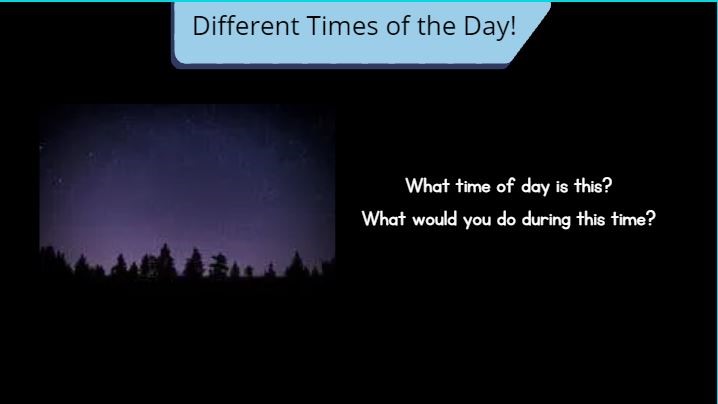 Different Times of the Day!
What time of day is this?
What would you do during this time?